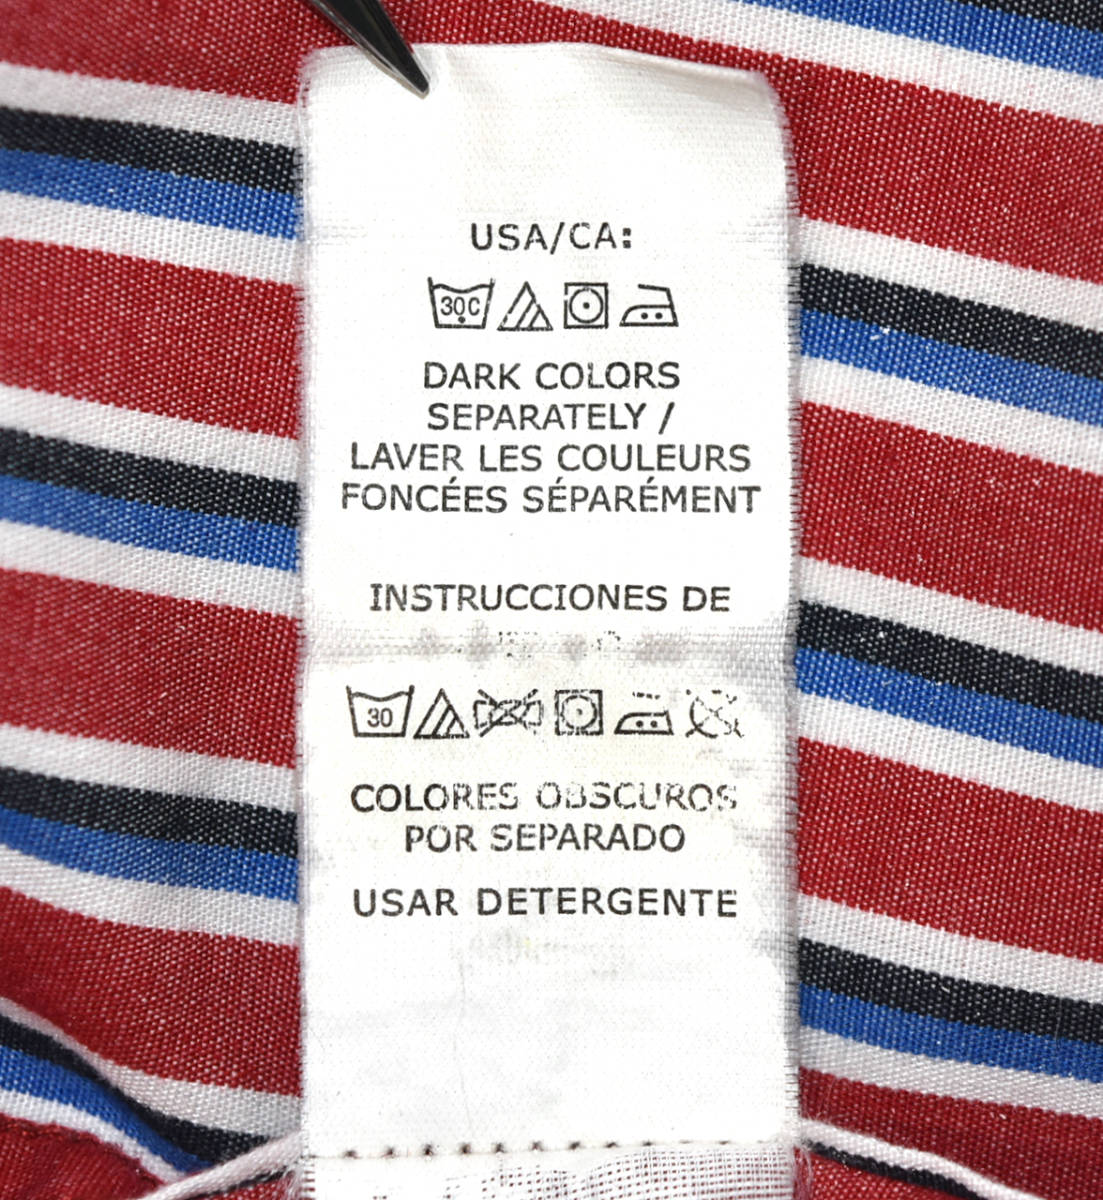 USA/CA:
30C
DARK COLORS
SEPARATELY /
LAVER LES COULEURS
FONCÉES SÉPARÉMENT
INSTRUCCIONES DE
30
COLORES OBSCUROS
POR SEPARADO
USAR DETERGENTE